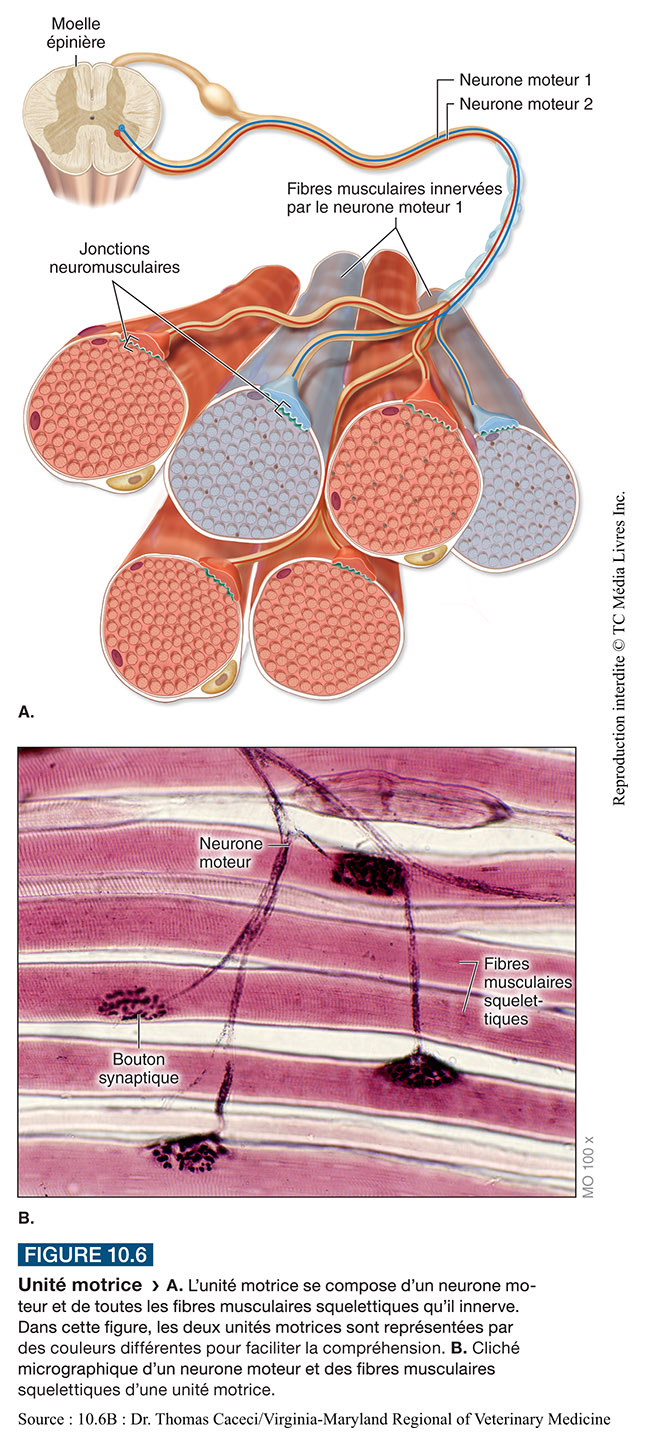 Moelle
épinière
Neurone moteur 1
Neurone moteur 2
Fibres musculaires innervées
par le neurone moteur 1
Jonctions
neuromusculaires
A.
Reproduction interdite © TC Média Livres Inc.
Neurone
moteur
Fibres
musculaires
squelet-
tiques
Bouton
synaptique
MO 100 x
B.
FIGURE 10.6
Unité motrice › A. L’unité motrice se compose d’un neurone mo-
teur et de toutes les fibres musculaires squelettiques qu’il innerve.
Dans cette figure, les deux unités motrices sont représentées par
des couleurs différentes pour faciliter la compréhension. B. Cliché
micrographique d’un neurone moteur et des fibres musculaires
squelettiques d’une unité motrice.
Source : 10.6B : Dr. Thomas Caceci/Virginia-Maryland Regional of Veterinary Medicine